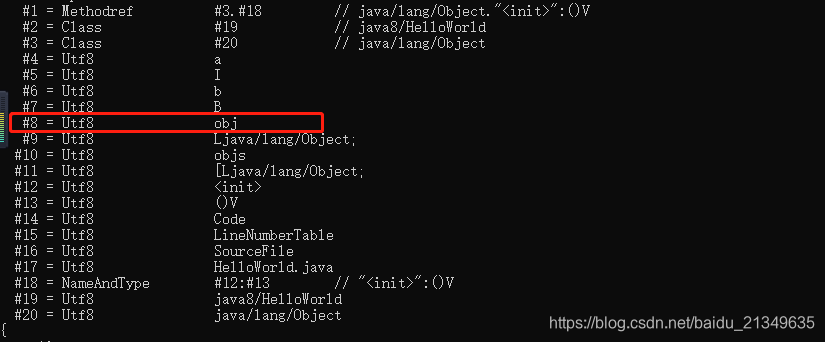 #1 = Methodref #3.#18 // java/lang/Object."<init>":()V
#2 = Class #19 // java8/HelloWorld
#3 = Class #20 // java/lang/Object
#4 = Utf8 a
#5 = Utf8 I
#6 = Utf8 b
#7 = Utf8 B
#8 = Utf8 obj
#9 = Utf8 Ljava/lang/Object;
#10 = Utf8 objs
#11 = Utf8 [Ljava/lang/Object;
#12 = Utf8 <init>
#13 = Utf8 ()V
#14 = Utf8 Code
#15 = Utf8 LineNumberTable
#16 = Utf8 SourceFile
#17 = Utf8 HelloWorld.java
#18 = NameAndType #12:#13 // "<init>":()V
#19 = Utf8 java8/HelloWorld
#20 = Utf8 java/lang/Object
{
https://blog.csdn.net/baidu_21349635